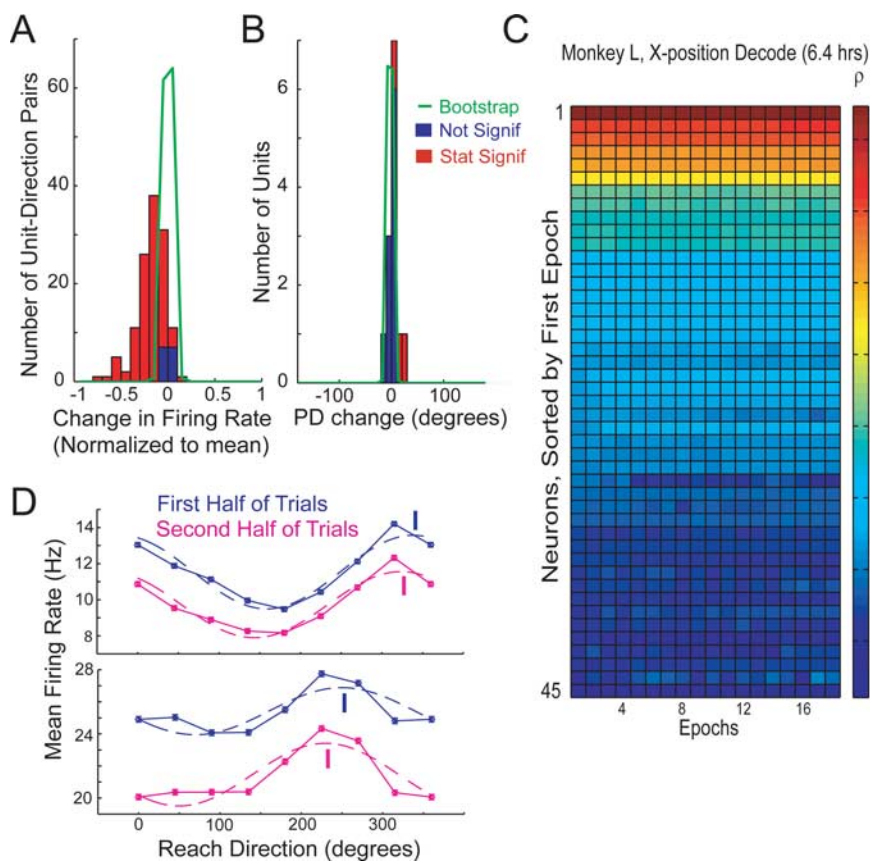 A
Number of Unit-Direction Pairs
60
40
20
0
-1
-0.5
0
0.5
1
Change in Firing Rate
(Normalized to mean)
B
Number of Units
6
4
2
0
-100
0
100
PD change (degrees)
Bootstrap
Not Signif
Stat Signif
C
Monkey L, X-position Decode (6.4 hrs)
ρ
1
Neurons, Sorted by First Epoch
45
4
8
12
16
Epochs
D
First Half of Trials
Second Half of Trials
Mean Firing Rate (Hz)
14
12
10
8
28
24
20
0
100
200
300
Reach Direction (degrees)